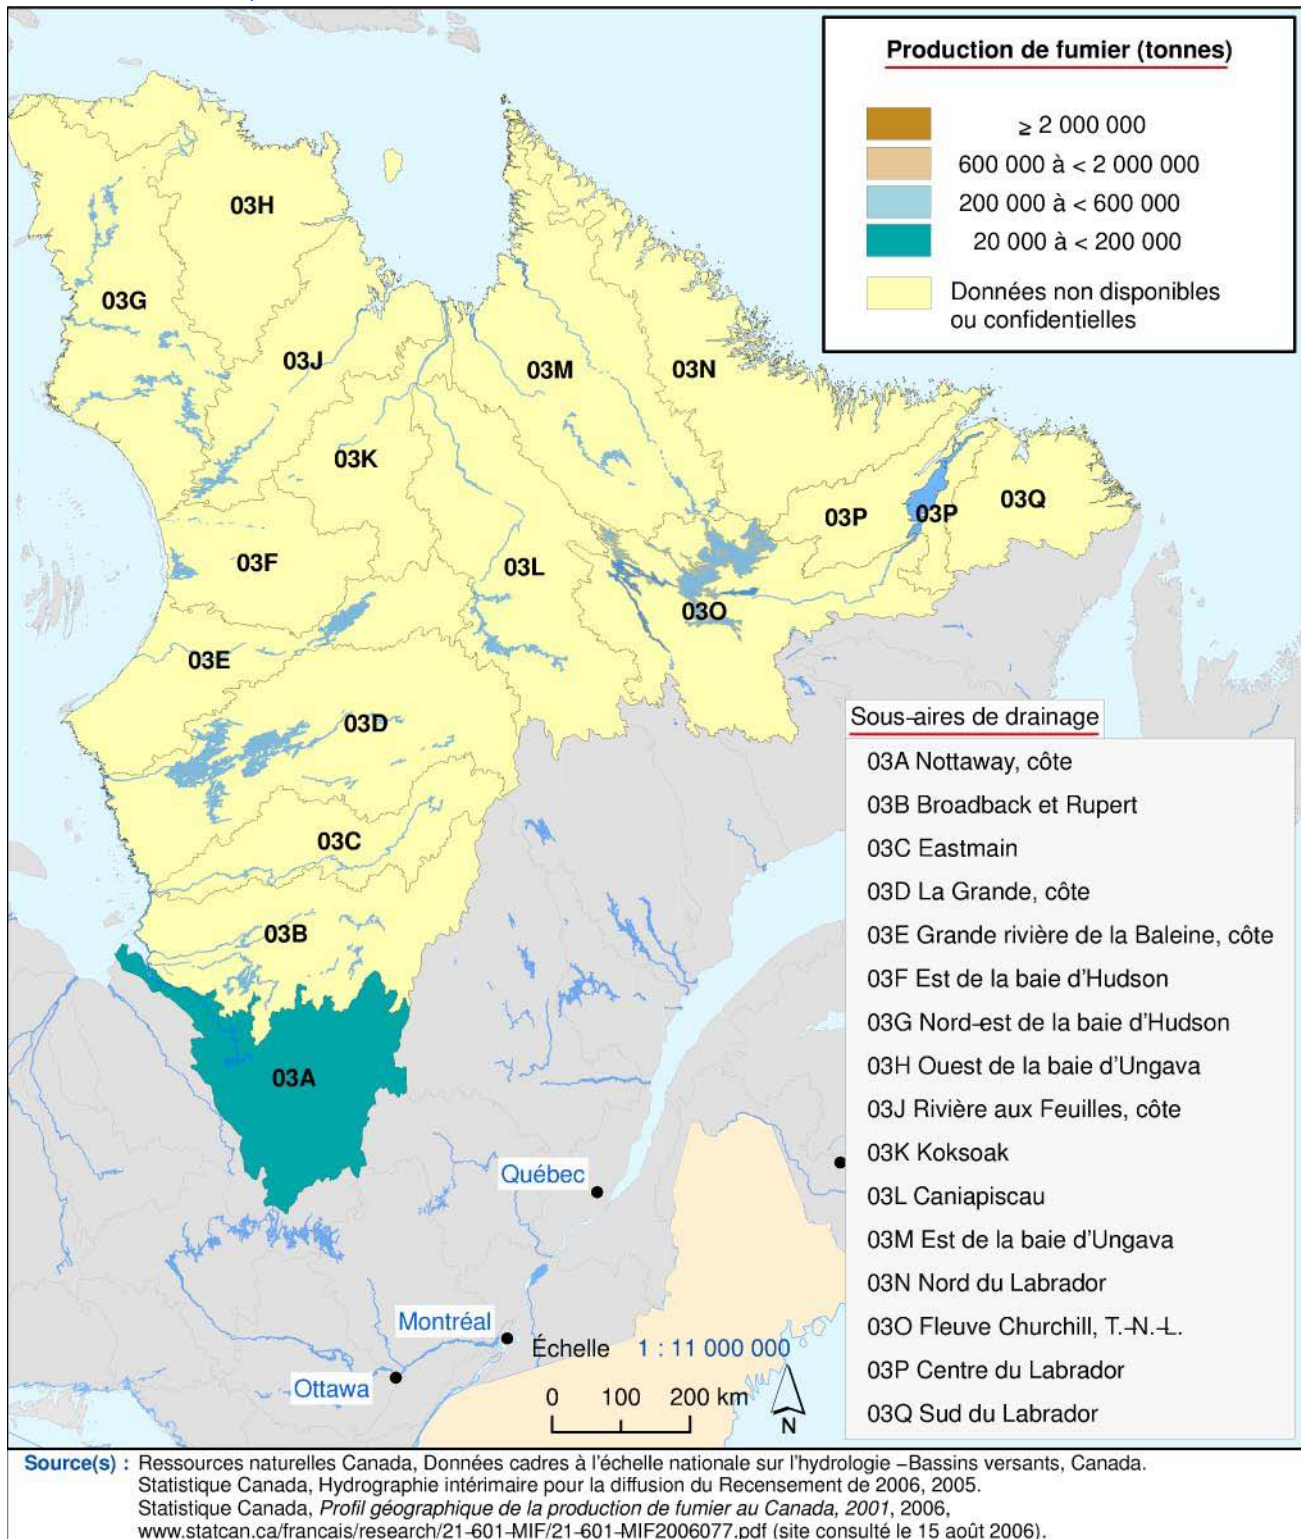 Production de fumier (tonnes)
≥ 2 000 000
600 000 à < 2 000 000
200 000 à < 600 000
20 000 à < 200 000
Données non disponibles
ou confidentielles
03H
03G
03J
03M
03N
03K
03Q
03P
03P
03F
03L
03O
03E
03D
03C
03B
03A
Sous-aires de drainage
03A Nottaway, côte
03B Broadback et Rupert
03C Eastmain
03D La Grande, côte
03E Grande rivière de la Baleine, côte
03F Est de la baie d'Hudson
03G Nord-est de la baie d'Hudson
03H Ouest de la baie d'Ungava
03J Rivière aux Feuilles, côte
03K Koksoak
03L Caniapiscau
03M Est de la baie d'Ungava
03N Nord du Labrador
03O Fleuve Churchill, T.-N.-L.
03P Centre du Labrador
03Q Sud du Labrador
Québec
Montréal
Ottawa
Échelle 1 : 11 000 000
0 100 200 km
N
Source(s) : Ressources naturelles Canada, Données cadres à l'échelle nationale sur l'hydrologie –Bassins versants, Canada.
Statistique Canada, Hydrographie intérimaire pour la diffusion du Recensement de 2006, 2005.
Statistique Canada, Profil géographique de la production de fumier au Canada, 2001, 2006,
www.statcan.ca/francais/research/21-601-MIF/21-601-MIF2006077.pdf (site consulté le 15 août 2006).